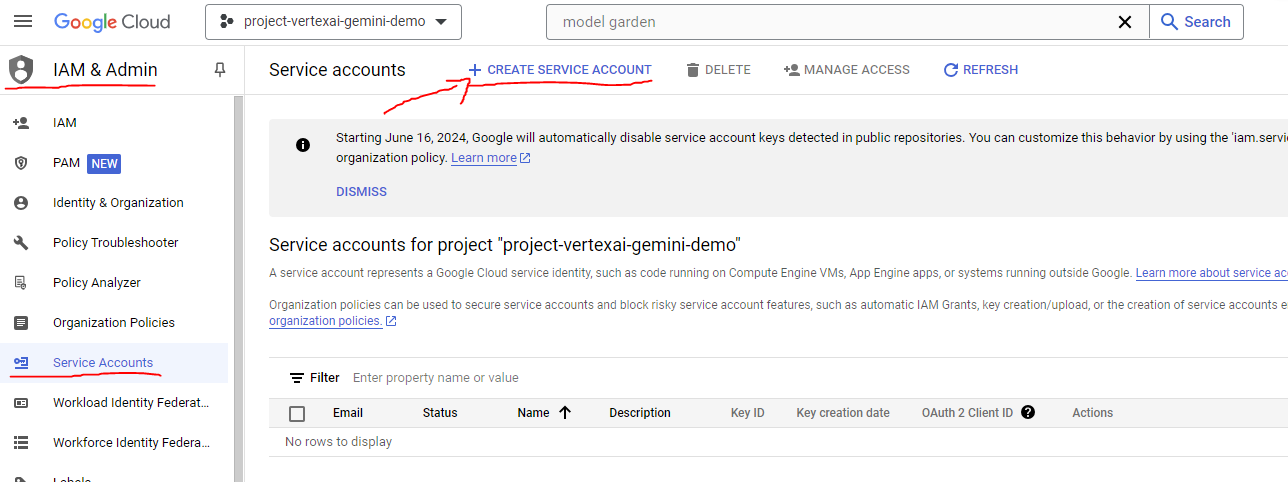 Google Cloud
project-vertexai-gemini-demo
model garden
Search
IAM & Admin
Service accounts
CREATE SERVICE ACCOUNT
DELETE
MANAGE ACCESS
REFRESH
IAM
PAM NEW
Identity & Organization
Policy Troubleshooter
Policy Analyzer
Organization Policies
Service Accounts
Workload Identity Federat...
Workforce Identity Federa...
Labels
Starting June 16, 2024, Google will automatically disable service account keys detected in public repositories. You can customize this behavior by using the 'iam.servic
organization policy. Learn more
DISMISS
Service accounts for project "project-vertexai-gemini-demo"
A service account represents a Google Cloud service identity, such as code running on Compute Engine VMs, App Engine apps, or systems running outside Google. Learn more about service acc
Organization policies can be used to secure service accounts and block risky service account features, such as automatic IAM Grants, key creation/upload, or the creation of service accounts e
organization policies.
Filter Enter property name or value
Email Status Name Description Key ID Key creation date OAuth 2 Client ID Actions
No rows to display